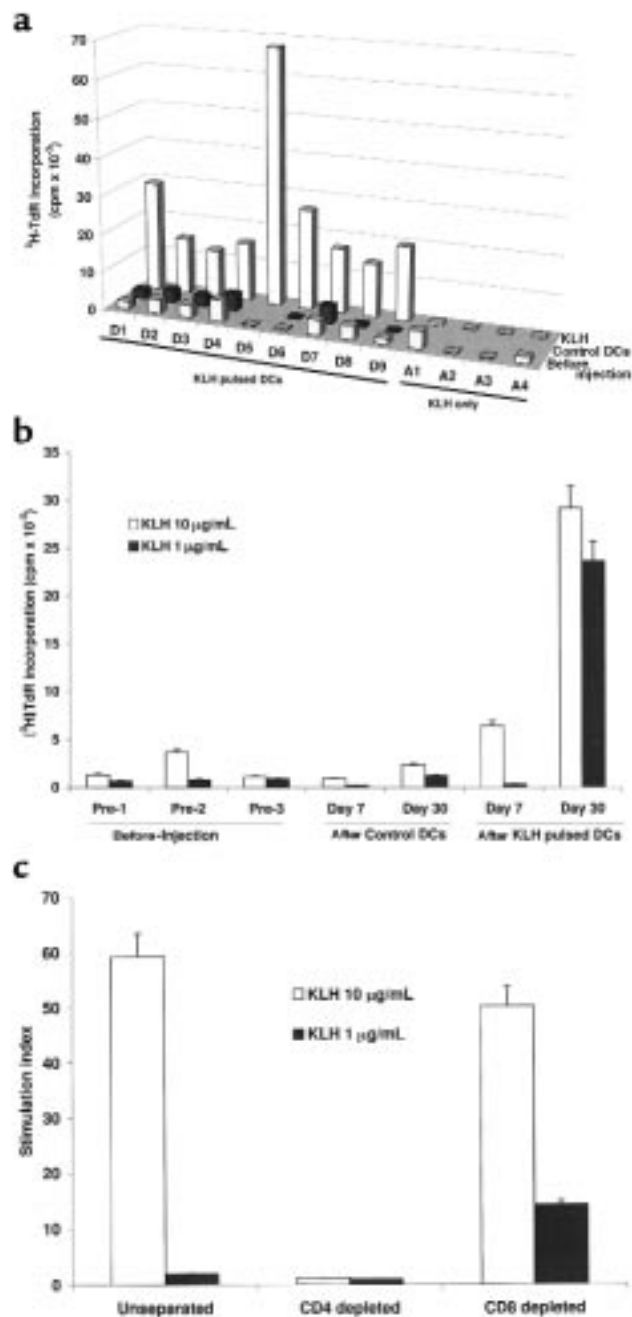 a
70
60
50
40
30
20
10
0
³H-TdR Incorporation
(cpm x 10⁻³)
D1 D2 D3 D4 D5 D6 D7 D8 D9 A1 A2 A3 A4
KLH pulsed DCs
KLH only
KLH
Control DCs
Before
injection
b
35
30
25
20
15
10
5
0
[³H]TdR Incorporation (cpm x 10⁻³)
KLH 10 µg/mL
KLH 1 µg/mL
Pre-1 Pre-2 Pre-3 Day 7 Day 30 Day 7 Day 30
Before-Injection After Control DCs After KLH pulsed DCs
c
70
60
50
40
30
20
10
0
Stimulation index
KLH 10 µg/mL
KLH 1 µg/mL
Unseparated CD4 depleted CD8 depleted